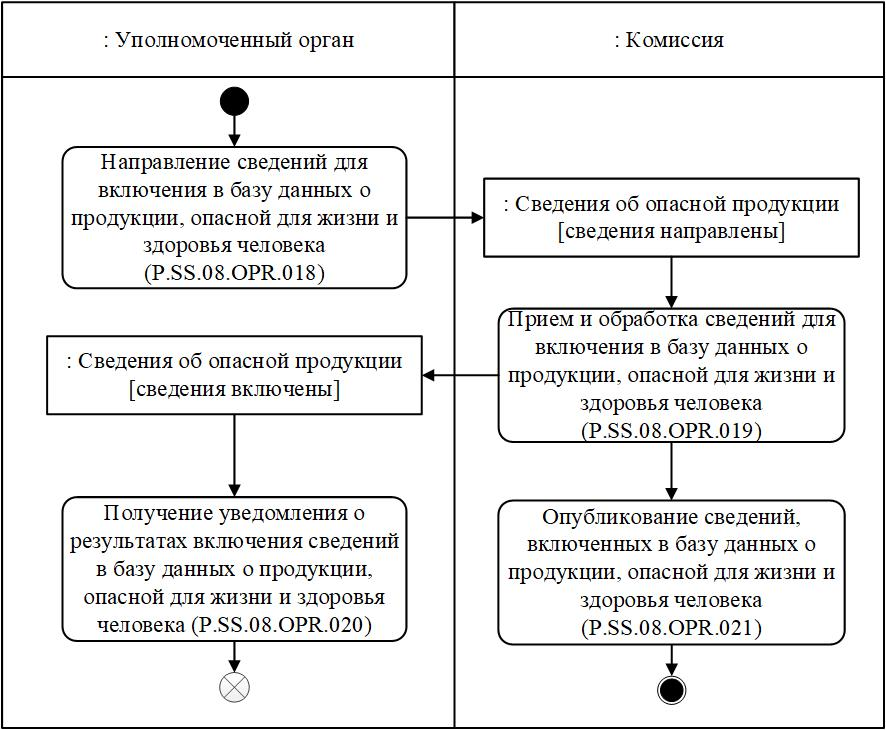 : Уполномоченный орган
: Комиссия
Направление сведений для
включения в базу данных о
продукции, опасной для жизни и
здоровья человека
(P.SS.08.OPR.018)
: Сведения об опасной продукции
[сведения направлены]
Прием и обработка сведений для
включения в базу данных о
продукции, опасной для жизни и
здоровья человека
(P.SS.08.OPR.019)
: Сведения об опасной продукции
[сведения включены]
Получение уведомления о
результатах включения сведений
в базу данных о продукции,
опасной для жизни и здоровья
человека (P.SS.08.OPR.020)
Опубликование сведений,
включенных в базу данных о
продукции, опасной для жизни и
здоровья человека
(P.SS.08.OPR.021)